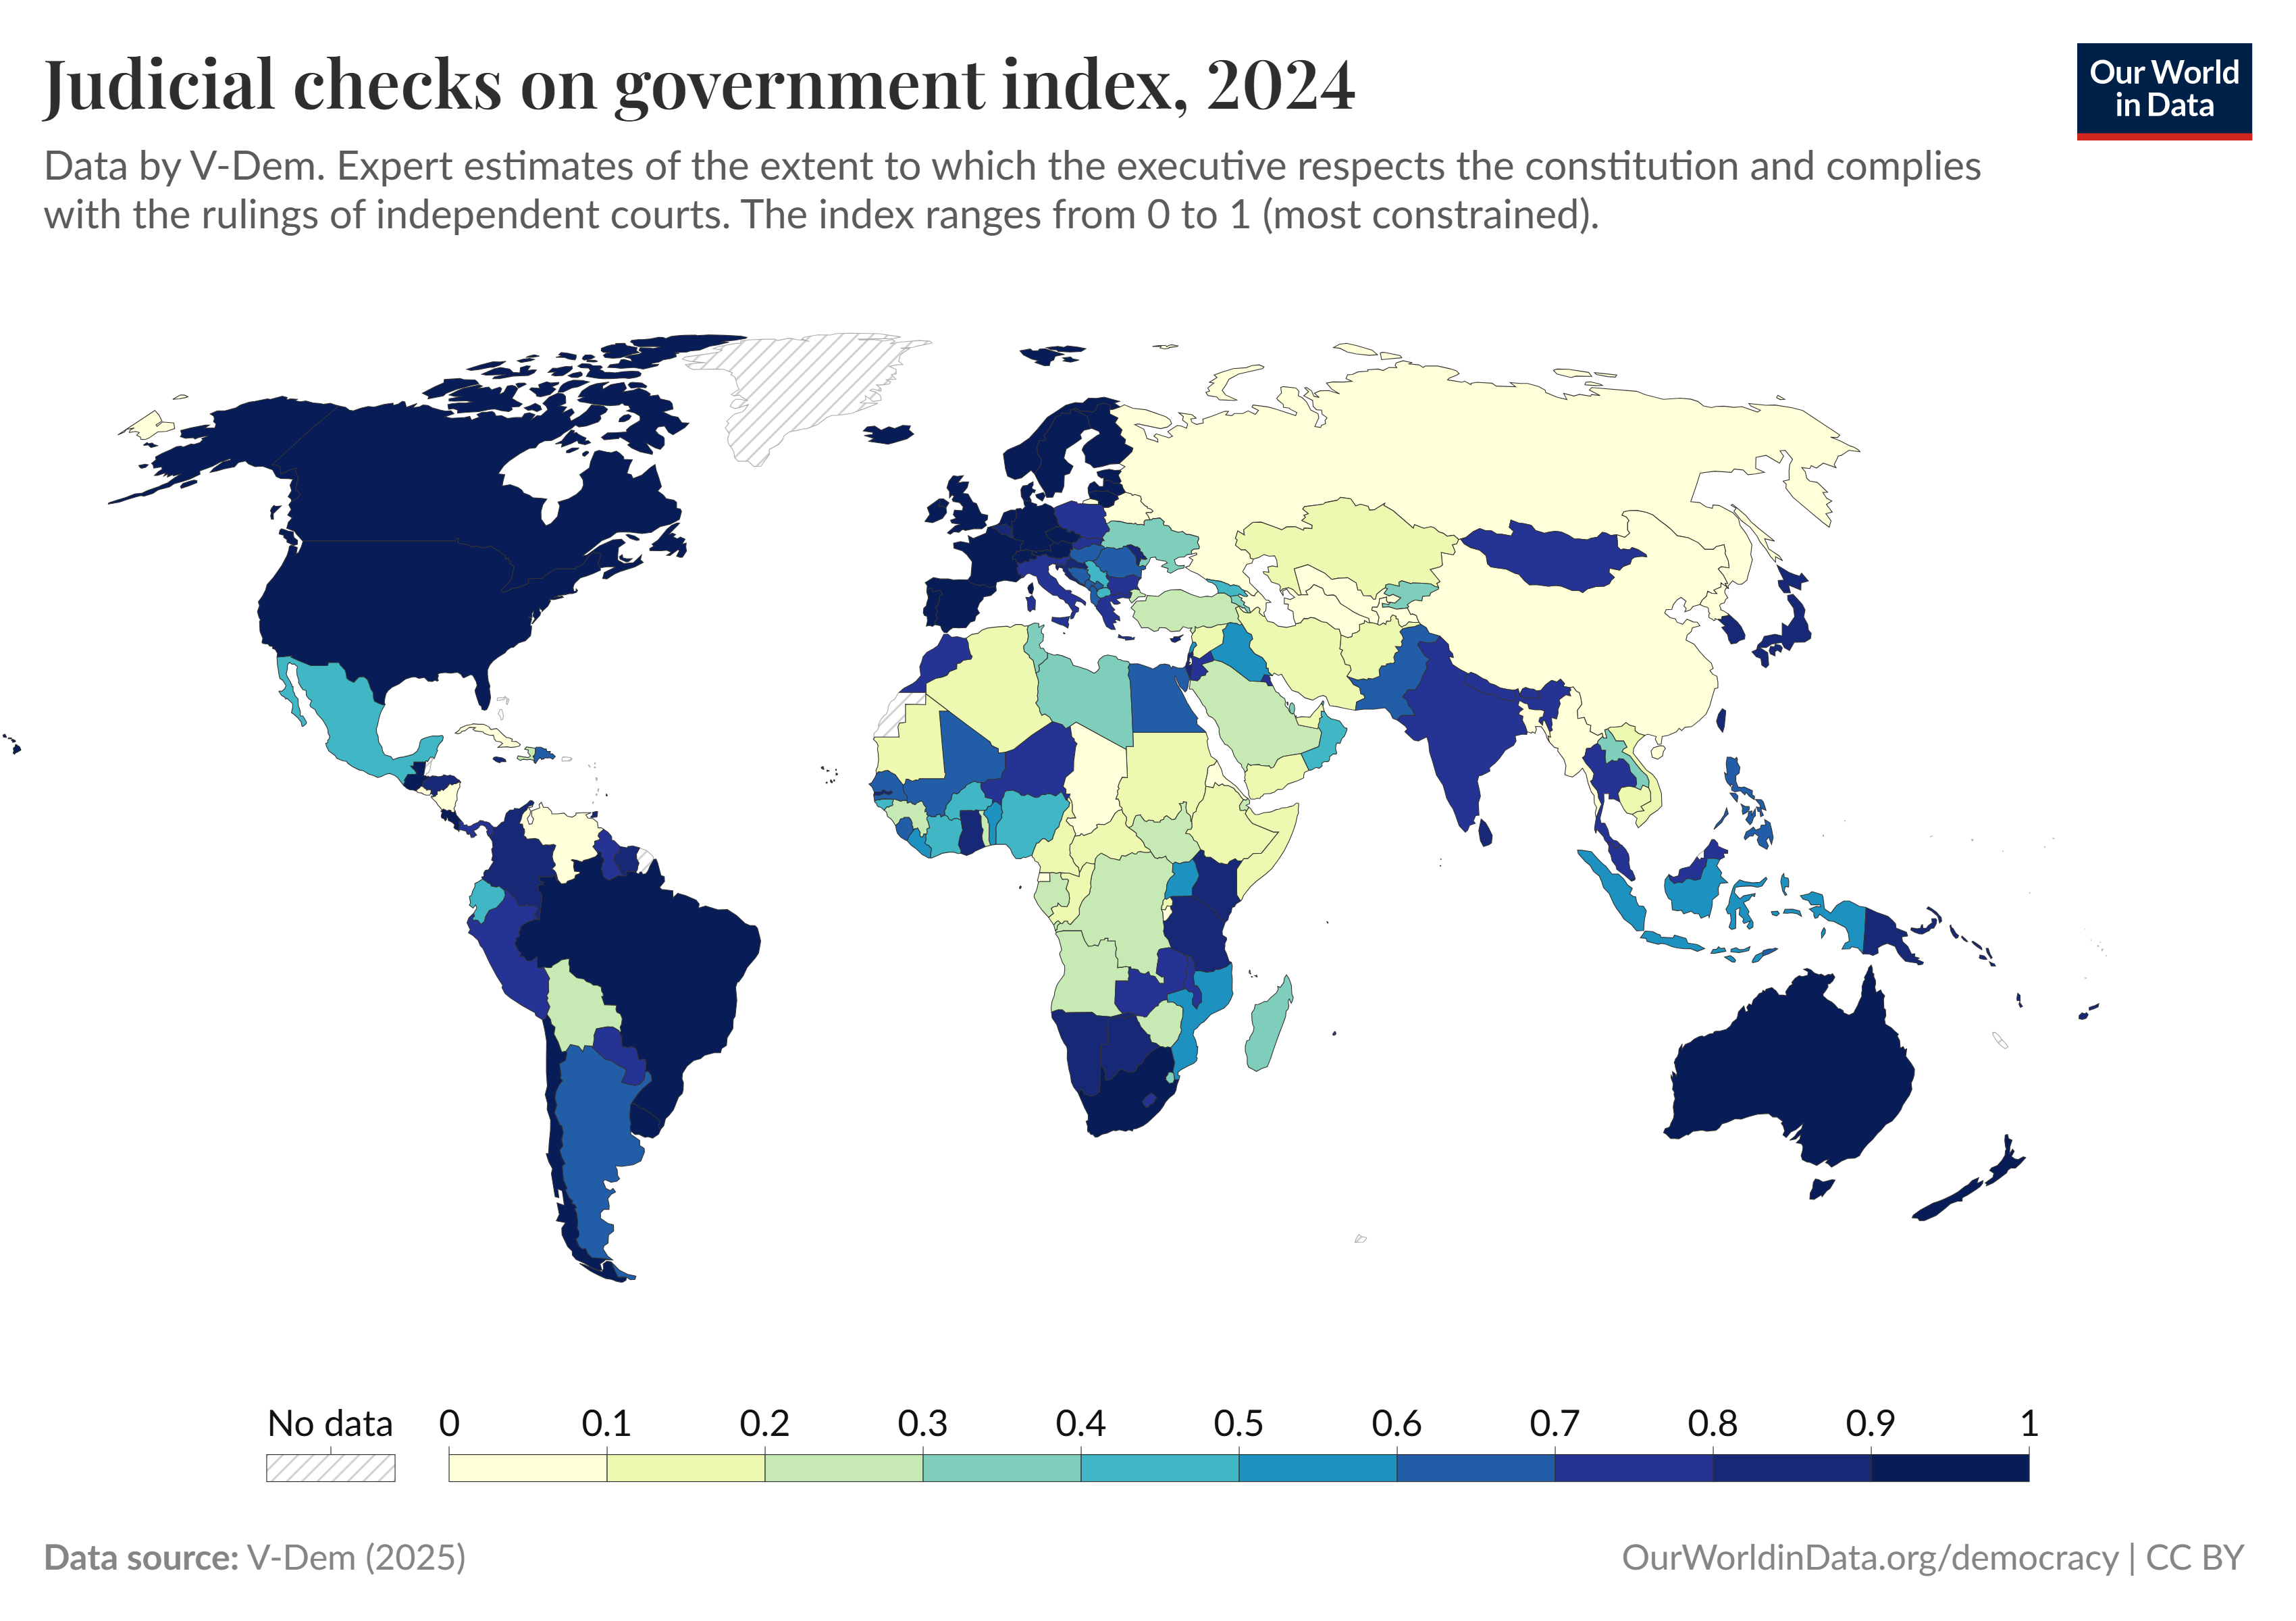 Judicial checks on government index, 2024
Our World
in Data
Data by V-Dem. Expert estimates of the extent to which the executive respects the constitution and complies
with the rulings of independent courts. The index ranges from 0 to 1 (most constrained).
No data 0 0.1 0.2 0.3 0.4 0.5 0.6 0.7 0.8 0.9 1
Data source: V-Dem (2025)
OurWorldinData.org/democracy | CC BY